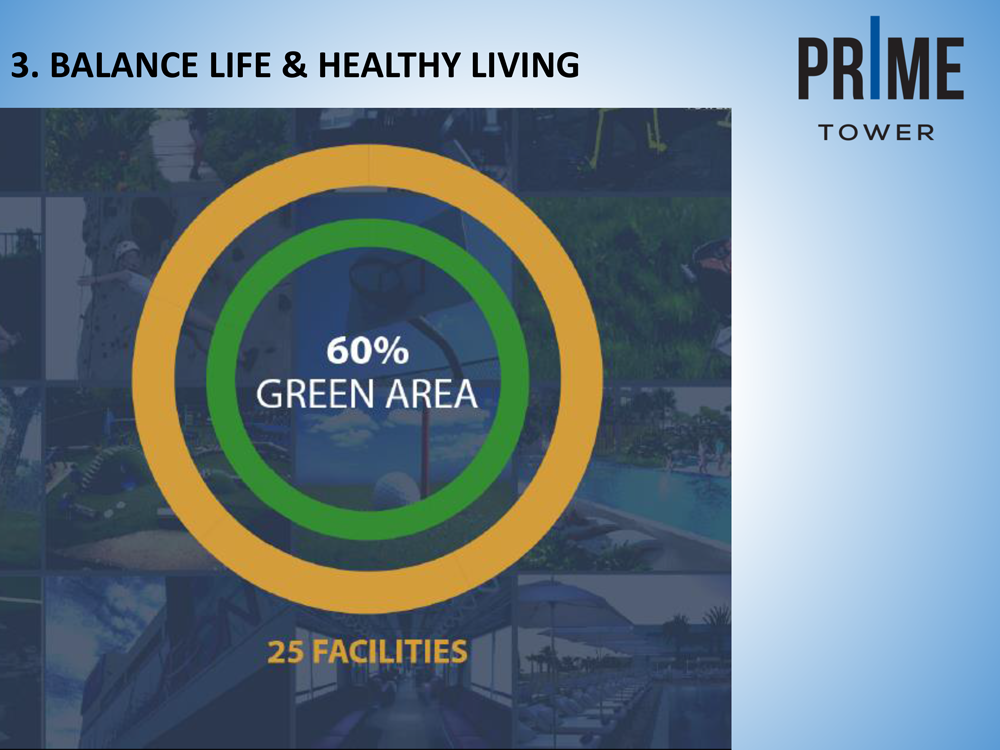 3. BALANCE LIFE & HEALTHY LIVING
PRIME
TOWER
60%
GREEN AREA
25 FACILITIES